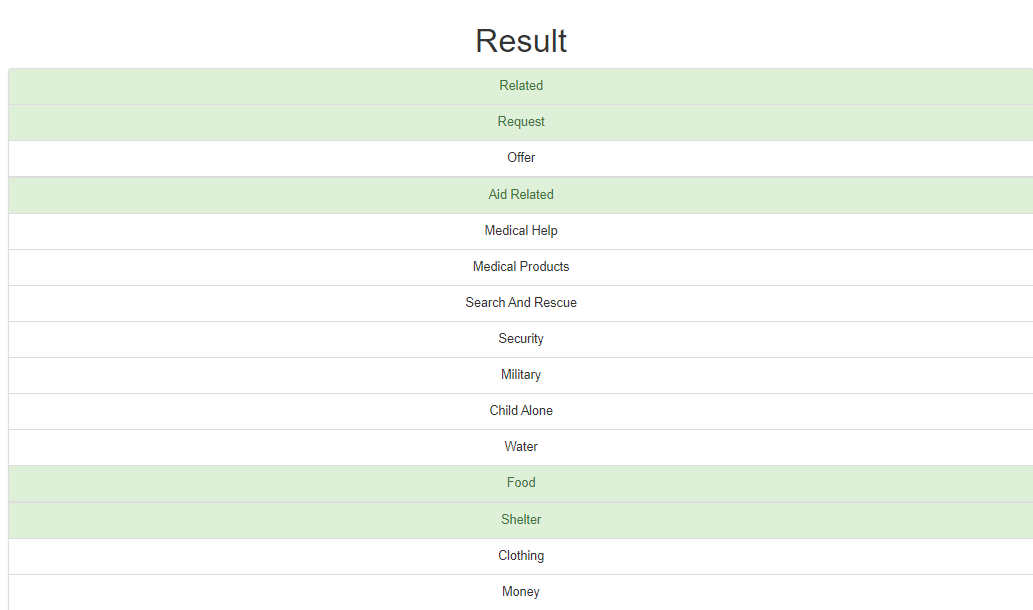 Result
Related
Request
Offer
Aid Related
Medical Help
Medical Products
Search And Rescue
Security
Military
Child Alone
Water
Food
Shelter
Clothing
Money